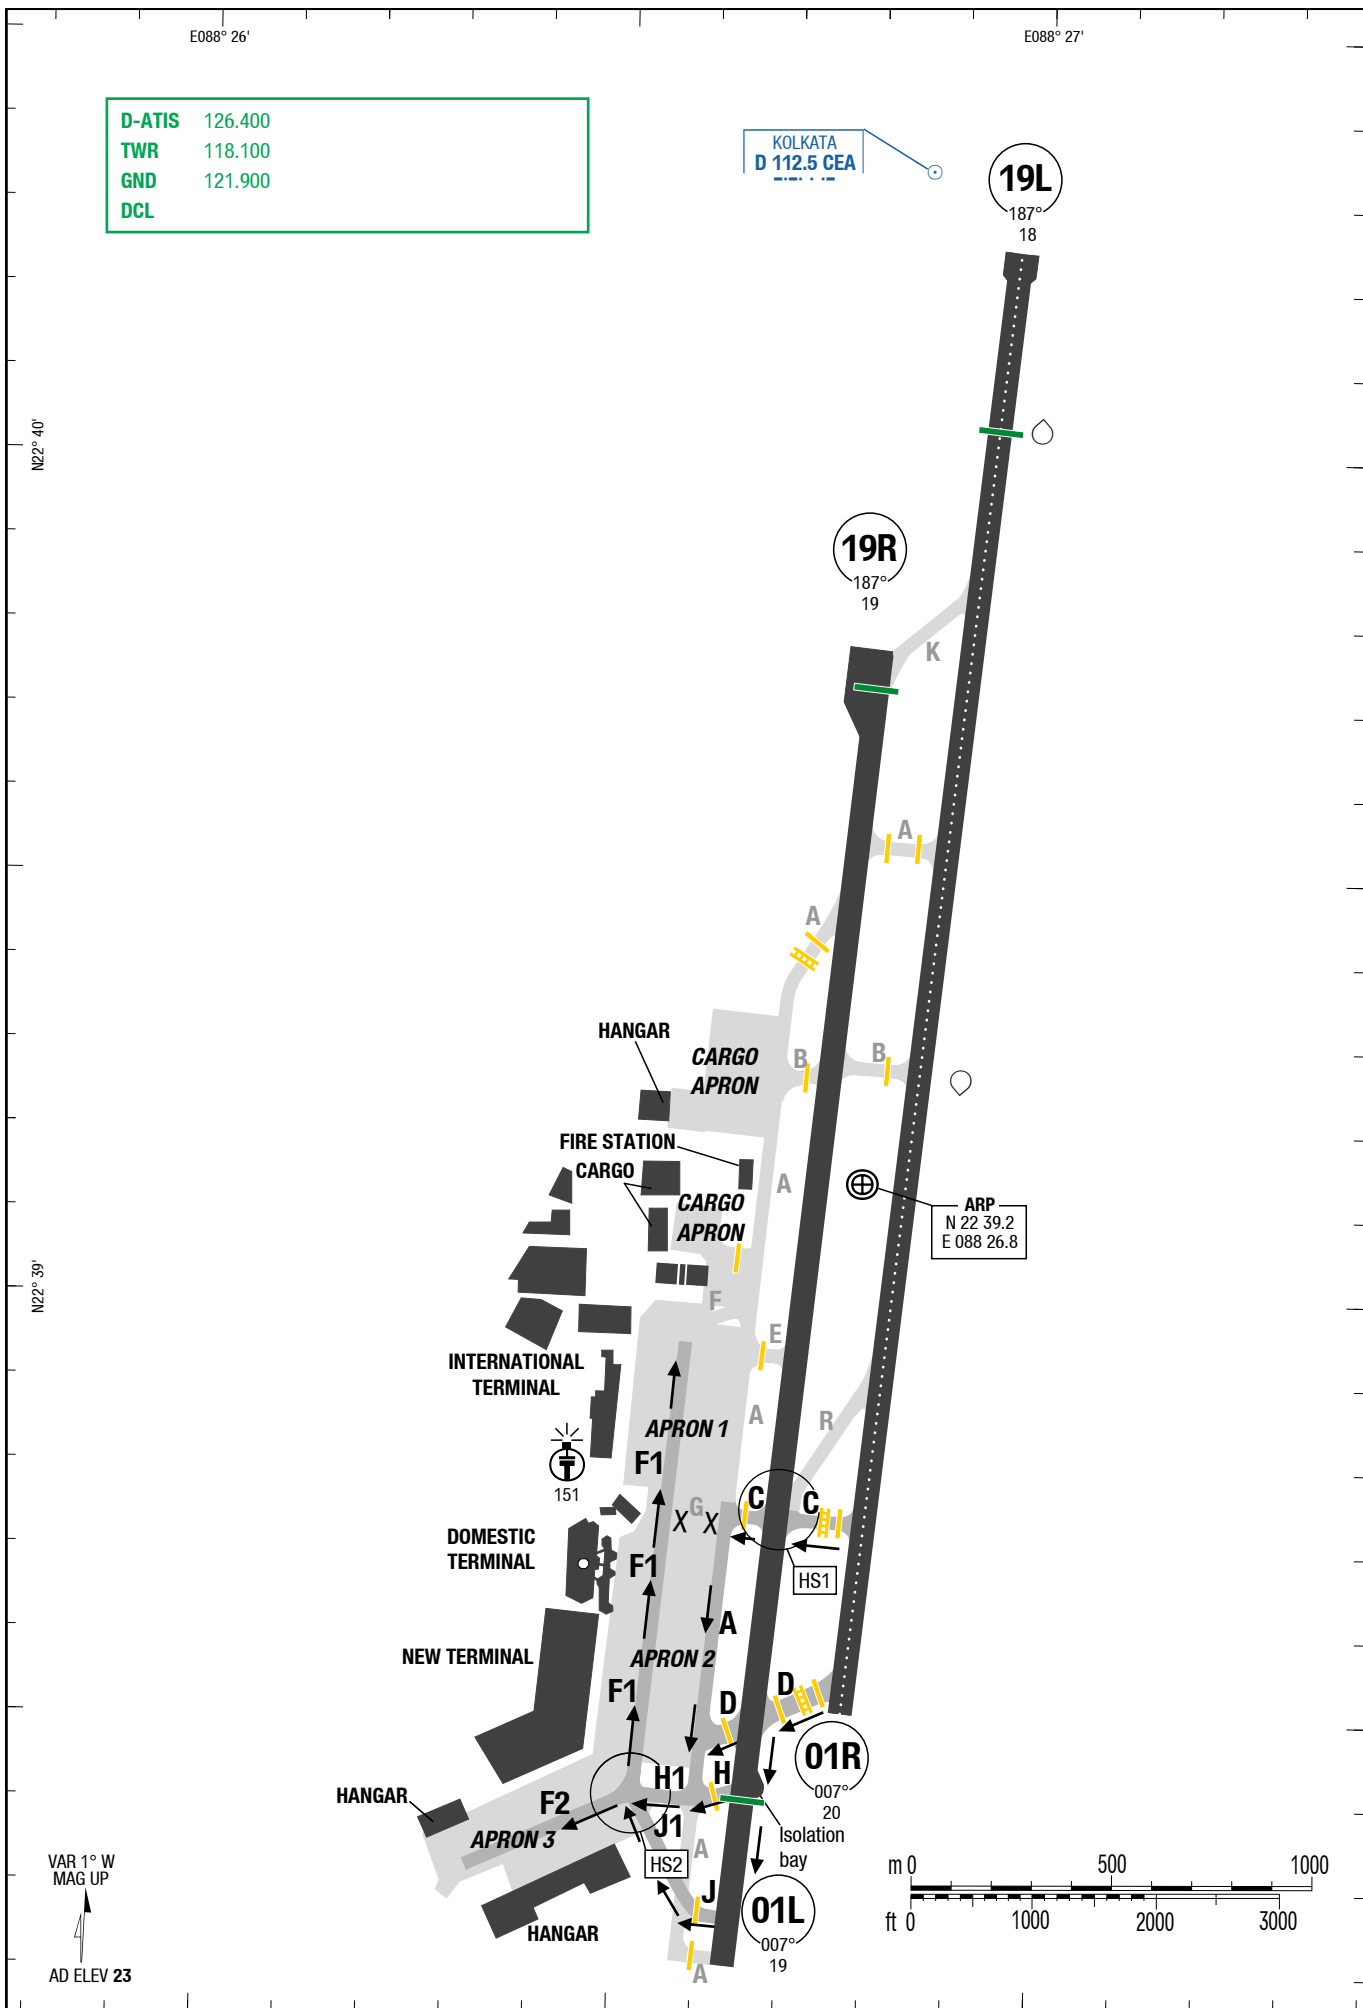 E088° 26'
E088° 27'
D-ATIS 126.400
TWR 118.100
GND 121.900
DCL
KOLKATA
D 112.5 CEA
19L
187°
18
N22° 40'
19R
187°
19
K
A
A
HANGAR
CARGO
APRON
B
B
FIRE STATION
CARGO
A
CARGO
APRON
ARP
N 22 39.2
E 088 26.8
N22° 39'
F
E
INTERNATIONAL
TERMINAL
A
R
APRON 1
F1
151
G
C
C
X X
DOMESTIC
TERMINAL
F1
HS1
A
NEW TERMINAL
APRON 2
F1
D
D
01R
007°
20
H1
H
HANGAR
F2
J1
Isolation
bay
APRON 3
A
HS2
VAR 1° W
MAG UP
m 0 500 1000
J
01L
007°
19
ft 0 1000 2000 3000
HANGAR
A
AD ELEV 23